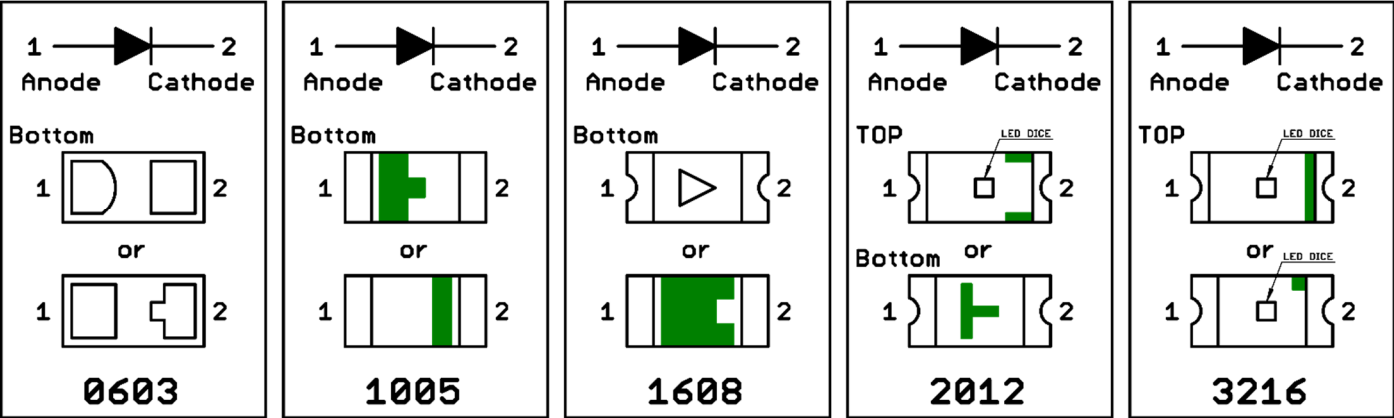 1 2
Anode Cathode
Bottom
1 2
or
1 2
0603
1 2
Anode Cathode
Bottom
1 2
or
1 2
1005
1 2
Anode Cathode
Bottom
1 2
or
1 2
1608
1 2
Anode Cathode
TOP
LED DICE
1 2
or
Bottom
1 2
2012
1 2
Anode Cathode
TOP
LED DICE
1 2
or
LED DICE
1 2
3216